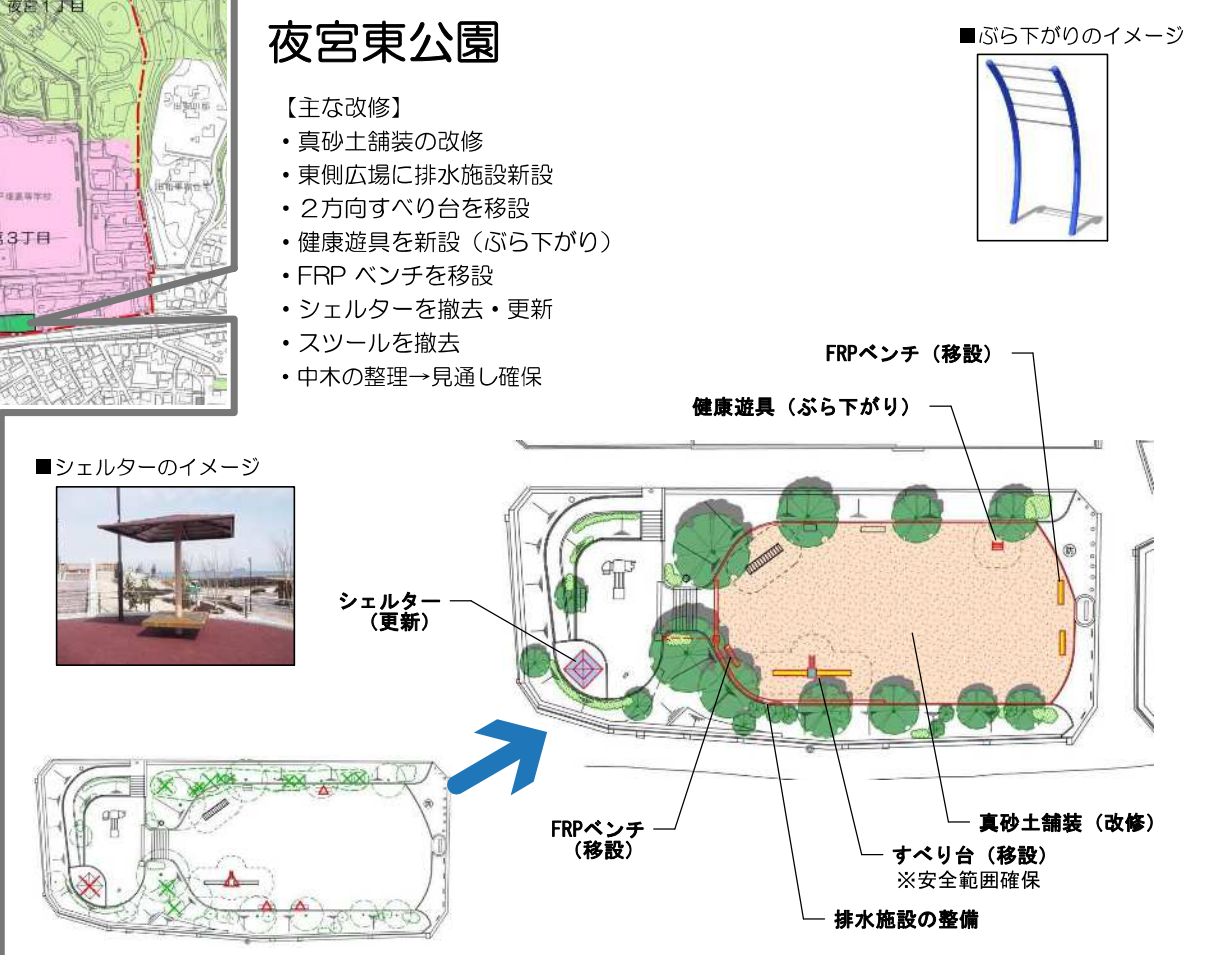 夜宮1丁目
夜宮東公園
■ぶら下がりのイメージ
【主な改修】
・真砂土舗装の改修
・東側広場に排水施設新設
・２方向すべり台を移設
・健康遊具を新設（ぶら下がり）
・FRP ベンチを移設
・シェルターを撤去・更新
・スツールを撤去
・中木の整理→見通し確保
3丁目
FRPベンチ（移設）
健康遊具（ぶら下がり）
■シェルターのイメージ
シェルター
（更新）
FRPベンチ
（移設）
真砂土舗装（改修）
すべり台（移設）
※安全範囲確保
排水施設の整備